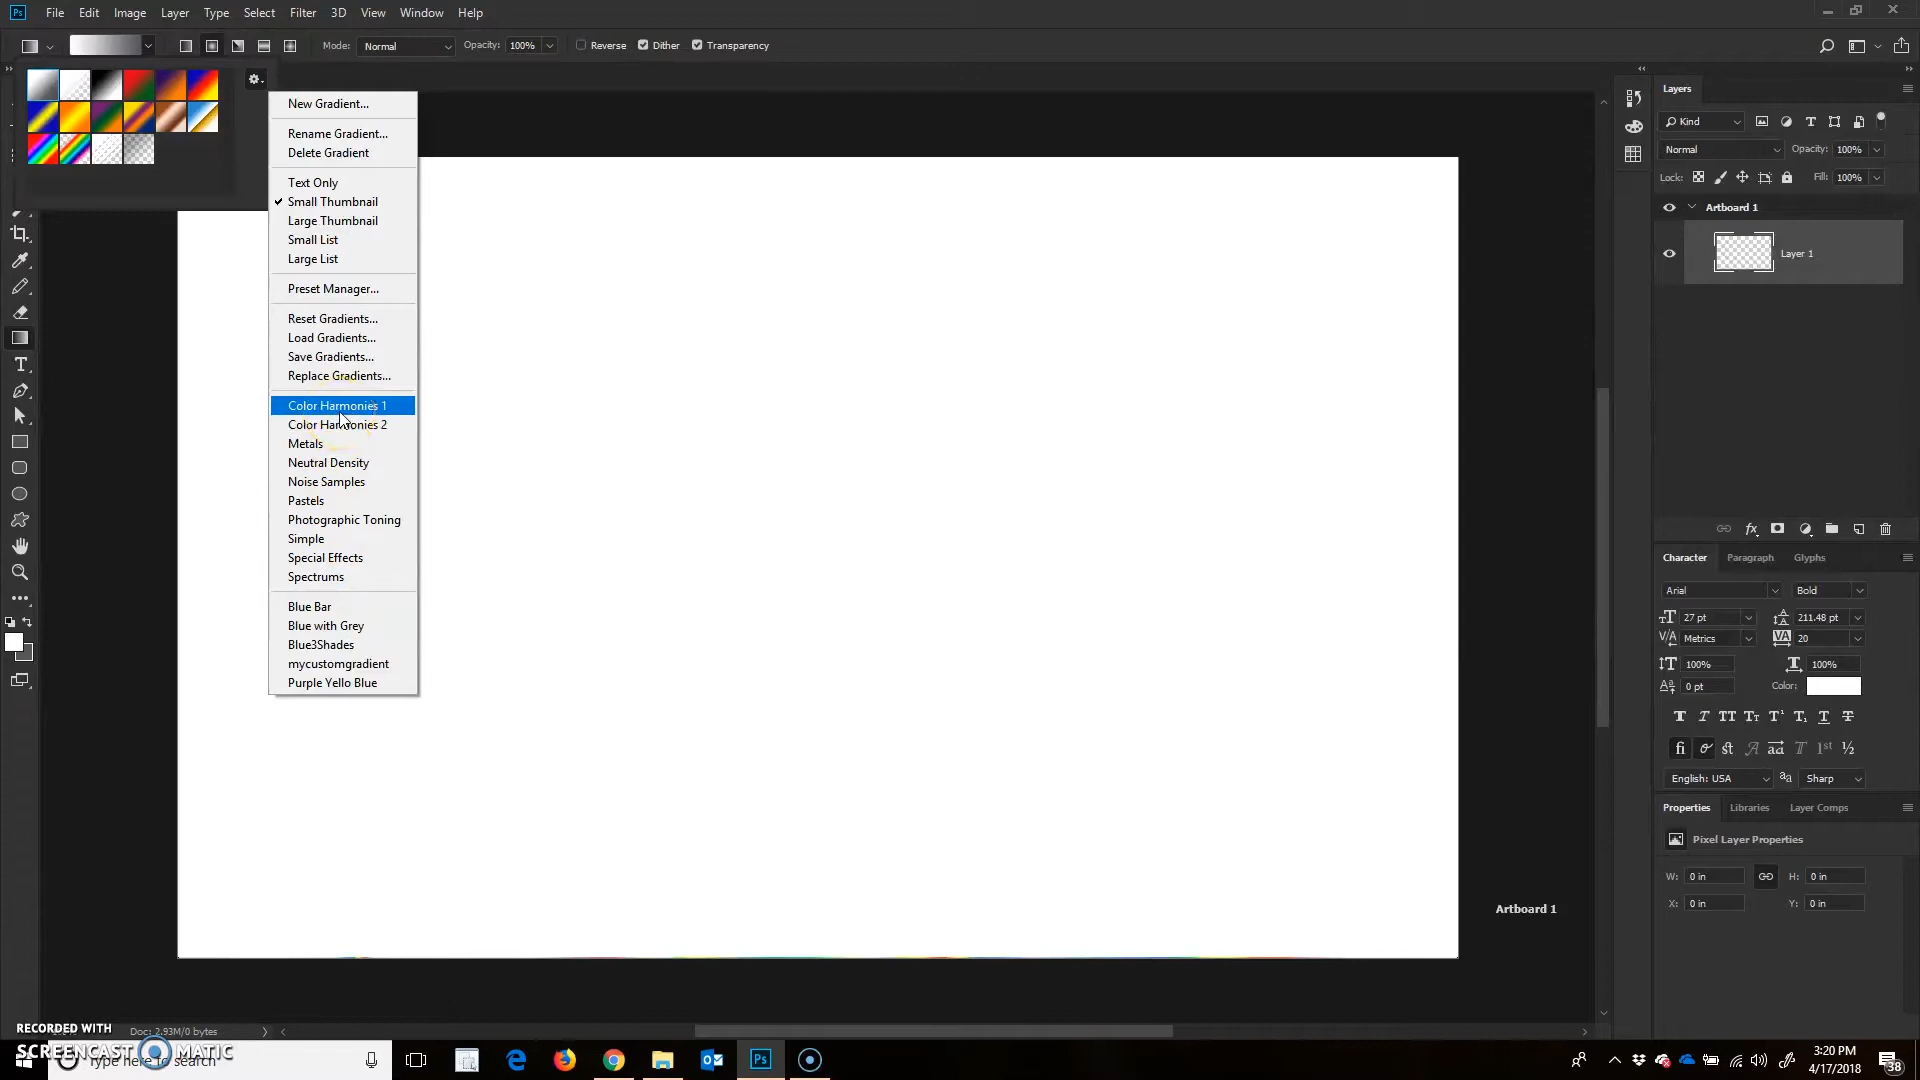 Ps File Edit Image Layer Type Select Filter 3D View Window Help
Mode: Normal Opacity: 100% Reverse Dither Transparency
New Gradient...
Rename Gradient...
Delete Gradient
Text Only
Small Thumbnail
Large Thumbnail
Small List
Large List
Preset Manager...
Reset Gradients...
Load Gradients...
Save Gradients...
Replace Gradients...
Color Harmonies 1
Color Harmonies 2
Metals
Neutral Density
Noise Samples
Pastels
Photographic Toning
Simple
Special Effects
Spectrums
Blue Bar
Blue with Grey
Blue3Shades
mycustomgradient
Purple Yello Blue
Artboard 1
Layers
Kind
Normal Opacity: 100%
Lock: Fill: 100%
Artboard 1
Layer 1
Character Paragraph Glyphs
Arial Bold
27 pt 211.48 pt
Metrics 20
100% 100%
0 pt Color:
English: USA Sharp
Properties Libraries Layer Comps
Pixel Layer Properties
W: 0 in H: 0 in
X: 0 in Y: 0 in
RECORDED WITH
SCREENCAST MATIC
Doc: 2.93M/0 bytes
Type here to search
Ps
3:20 PM
4/17/2018
38